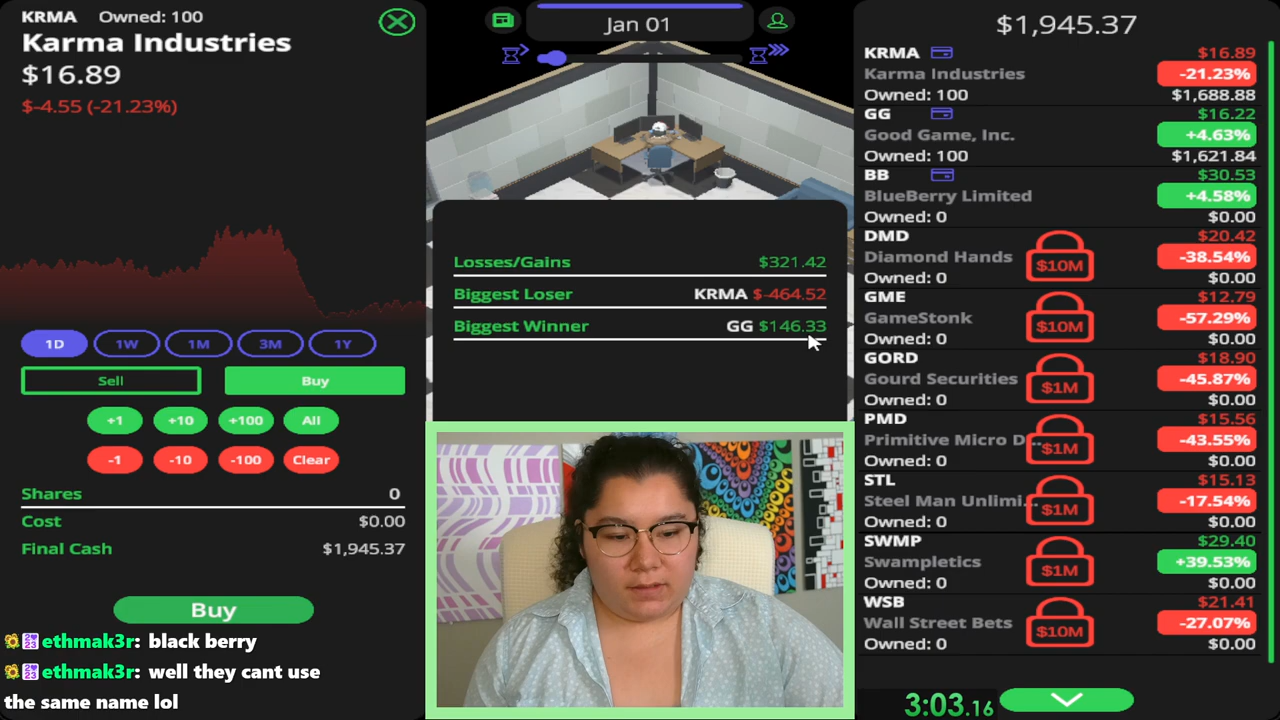 KRMA Owned: 100
Karma Industries
$16.89
$-4.55 (-21.23%)
1D 1W 1M 3M 1Y
Sell Buy
+1 +10 +100 All
-1 -10 -100 Clear
Shares 0
Cost $0.00
Final Cash $1,945.37
Buy
ethmak3r: black berry
ethmak3r: well they cant use
the same name lol
Jan 01
Losses/Gains $321.42
Biggest Loser KRMA $-464.52
Biggest Winner GG $146.33
$1,945.37
KRMA $16.89
Karma Industries -21.23%
Owned: 100 $1,688.88
GG $16.22
Good Game, Inc. +4.63%
Owned: 100 $1,621.84
BB $30.53
BlueBerry Limited +4.58%
Owned: 0 $0.00
DMD $20.42
Diamond Hands $10M -38.54%
Owned: 0 $0.00
GME $12.79
GameStonk $10M -57.29%
Owned: 0 $0.00
GORD $18.90
Gourd Securities $1M -45.87%
Owned: 0 $0.00
PMD $15.56
Primitive Micro D... $1M -43.55%
Owned: 0 $0.00
STL $15.13
Steel Man Unlimi... $1M -17.54%
Owned: 0 $0.00
SWMP $29.40
Swampletics $1M +39.53%
Owned: 0 $0.00
WSB $21.41
Wall Street Bets $10M -27.07%
Owned: 0 $0.00
3:03.16